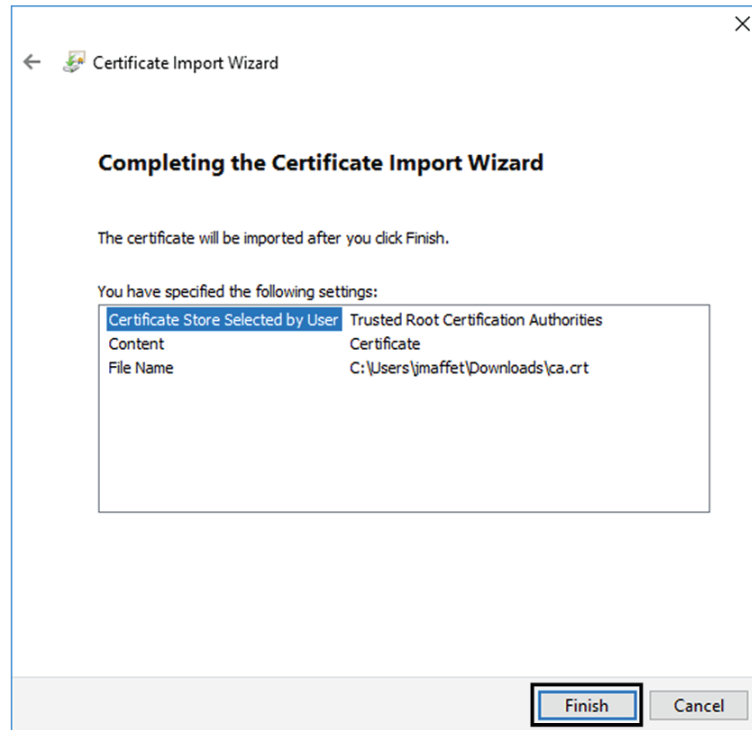 Certificate Import Wizard
Completing the Certificate Import Wizard
The certificate will be imported after you click Finish.
You have specified the following settings:
Certificate Store Selected by User Trusted Root Certification Authorities
Content Certificate
File Name C:\Users\jmaffet\Downloads\ca.crt
Finish Cancel